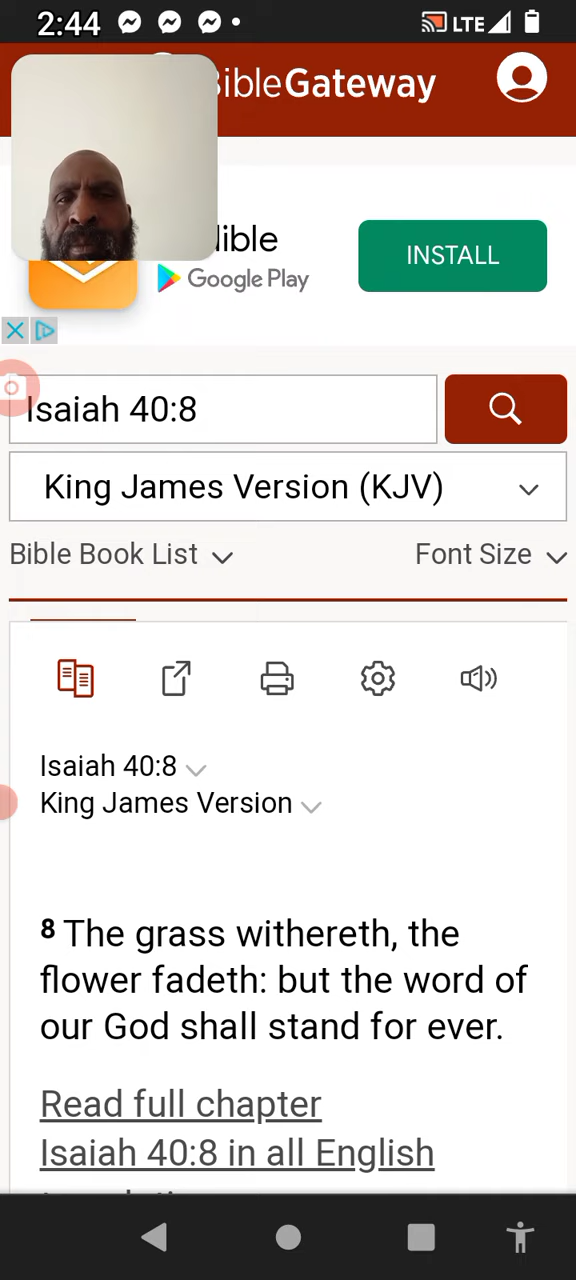 2:44 LTE
BibleGateway
Google Play
INSTALL
Isaiah 40:8
King James Version (KJV)
Bible Book List Font Size
Isaiah 40:8
King James Version
8 The grass withereth, the
flower fadeth: but the word of
our God shall stand for ever.
Read full chapter
Isaiah 40:8 in all English